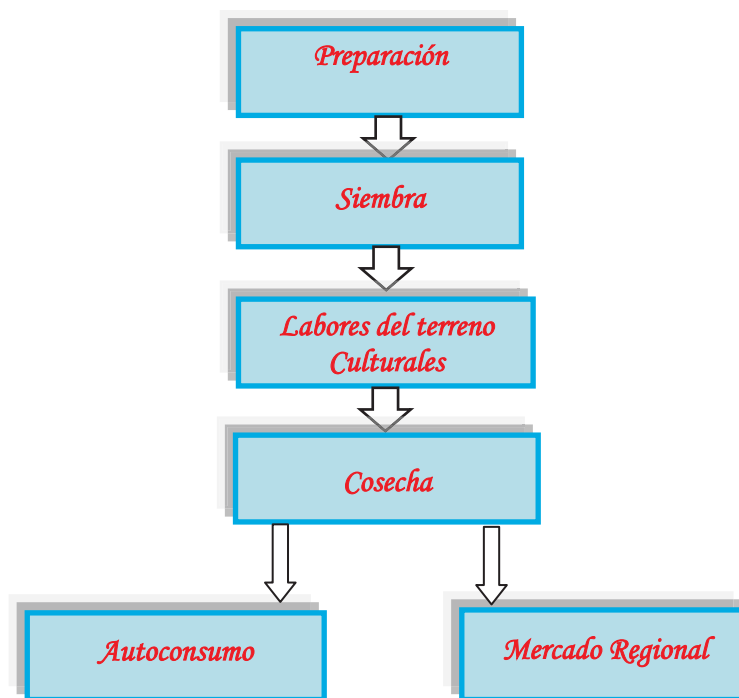 Preparación
Siembra
Labores del terreno
Culturales
Cosecha
Autoconsumo
Mercado Regional